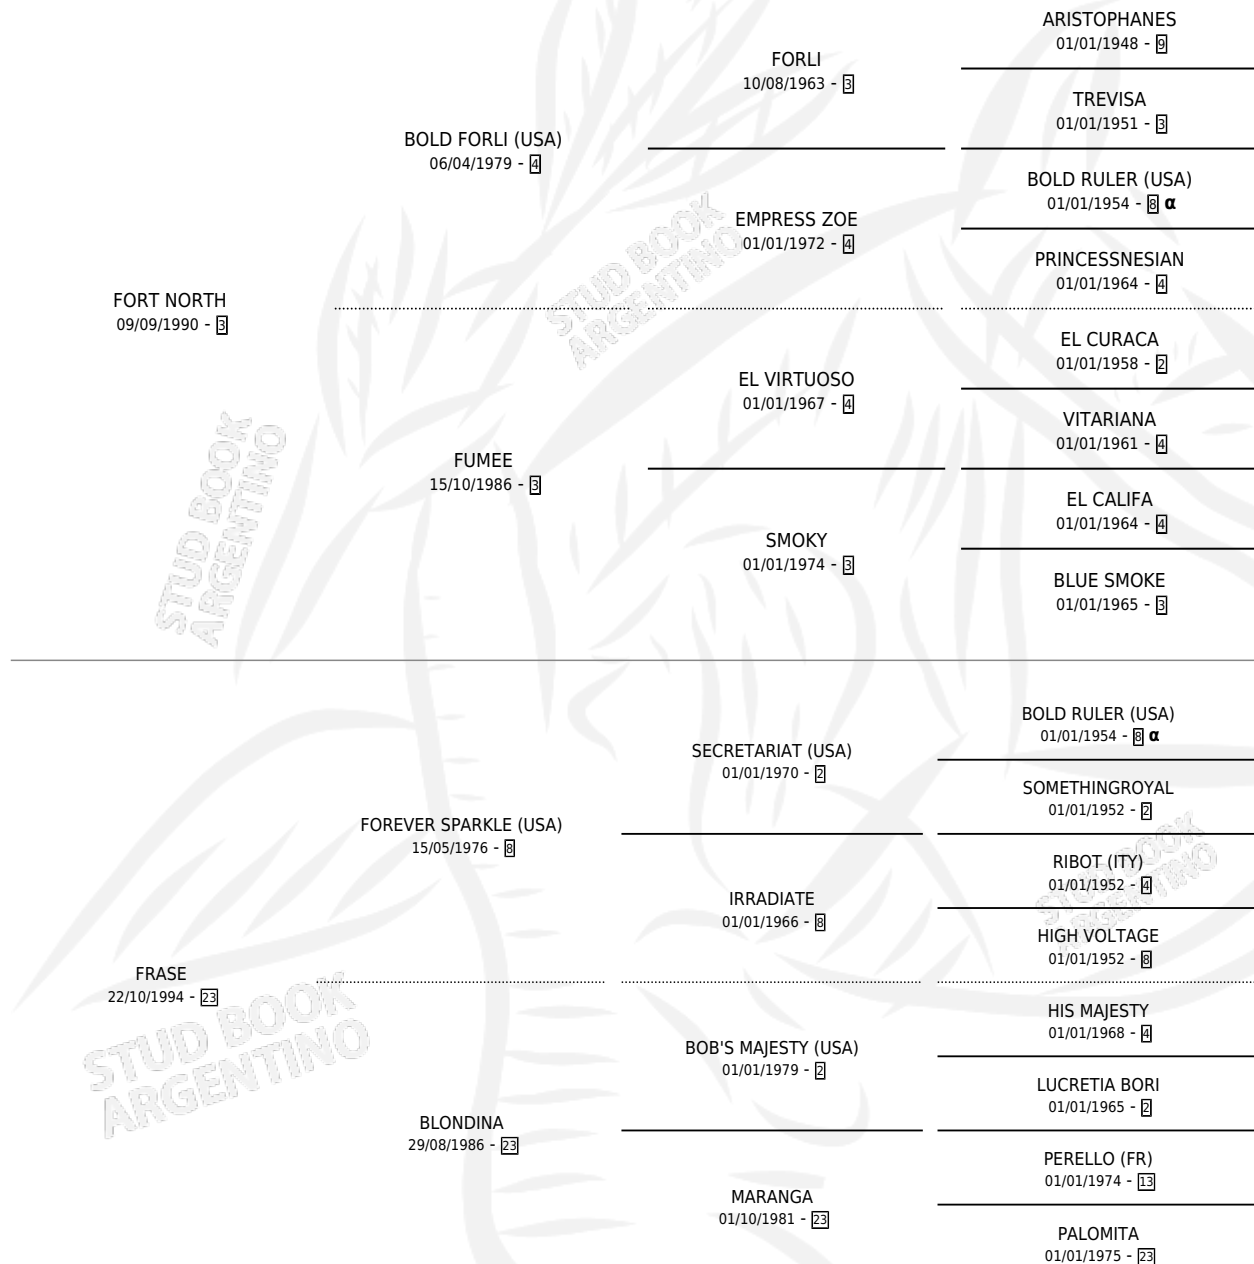 ARISTOPHANES
01/01/1948 - 9
FORLI
10/08/1963 - 3
TREVISA
01/01/1951 - 3
BOLD FORLI (USA)
06/04/1979 - 4
BOLD RULER (USA)
01/01/1954 - 8 α
EMPRESS ZOE
01/01/1972 - 4
PRINCESSNESIAN
01/01/1964 - 4
FORT NORTH
09/09/1990 - 3
STUD BOOK
ARGENTINO
EL CURACA
01/01/1958 - 2
EL VIRTUOSO
01/01/1967 - 4
VITARIANA
01/01/1961 - 4
FUMEE
15/10/1986 - 3
EL CALIFA
01/01/1964 - 4
SMOKY
01/01/1974 - 3
BLUE SMOKE
01/01/1965 - 3
STUD BOOK
ARGENTINO
BOLD RULER (USA)
01/01/1954 - 8 α
SECRETARIAT (USA)
01/01/1970 - 2
SOMETHINGROYAL
01/01/1952 - 2
FOREVER SPARKLE (USA)
15/05/1976 - 8
RIBOT (ITY)
01/01/1952 - 4
IRRADIATE
01/01/1966 - 8
HIGH VOLTAGE
01/01/1952 - 8
STUD BOOK
ARGENTINO
FRASE
22/10/1994 - 23
STUD BOOK
ARGENTINO
HIS MAJESTY
01/01/1968 - 4
BOB'S MAJESTY (USA)
01/01/1979 - 2
LUCRETIA BORI
01/01/1965 - 2
BLONDINA
29/08/1986 - 23
PERELLO (FR)
01/01/1974 - 13
MARANGA
01/10/1981 - 23
PALOMITA
01/01/1975 - 23